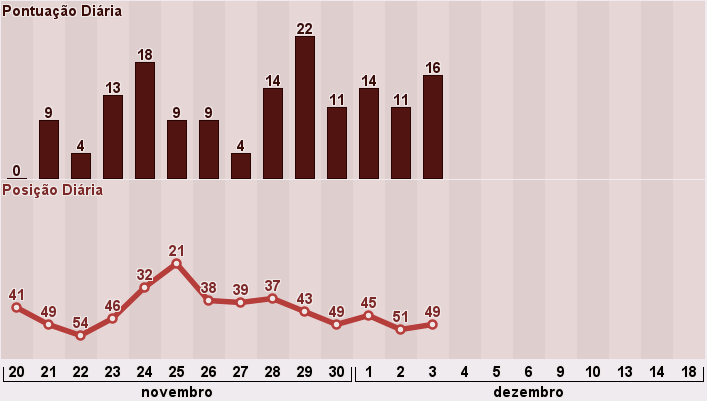 Pontuação Diária
0 9 4 13 18 9 9 4 14 22 11 14 11 16
Posição Diária
41 49 54 46 32 21 38 39 37 43 49 45 51 49
20 21 22 23 24 25 26 27 28 29 30 1 2 3 4 5 6 9 10 13 14 18
novembro dezembro